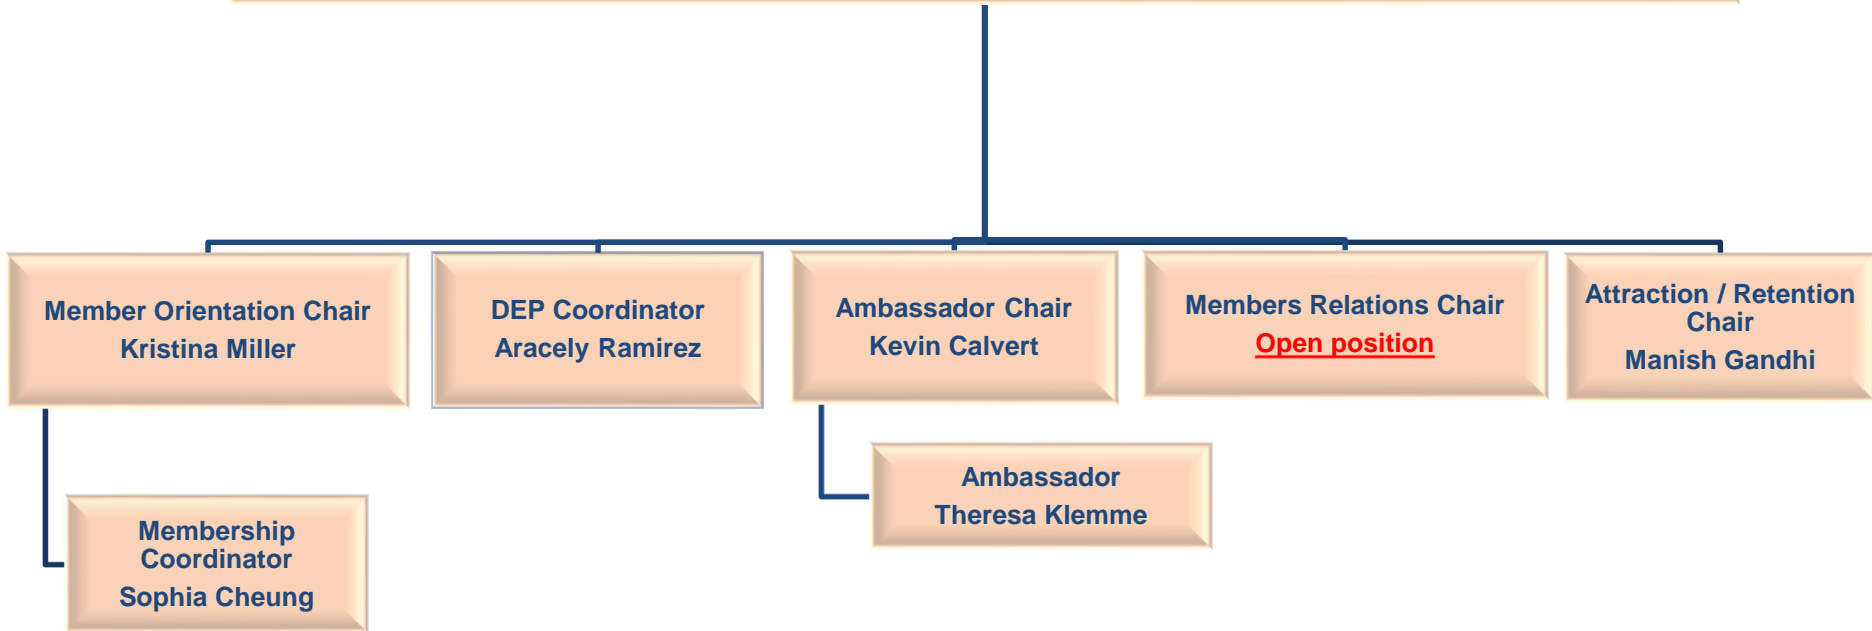 Member Orientation Chair
Kristina Miller
DEP Coordinator
Aracely Ramirez
Ambassador Chair
Kevin Calvert
Members Relations Chair
Open position
Attraction / Retention
Chair
Manish Gandhi
Membership
Coordinator
Sophia Cheung
Ambassador
Theresa Klemme